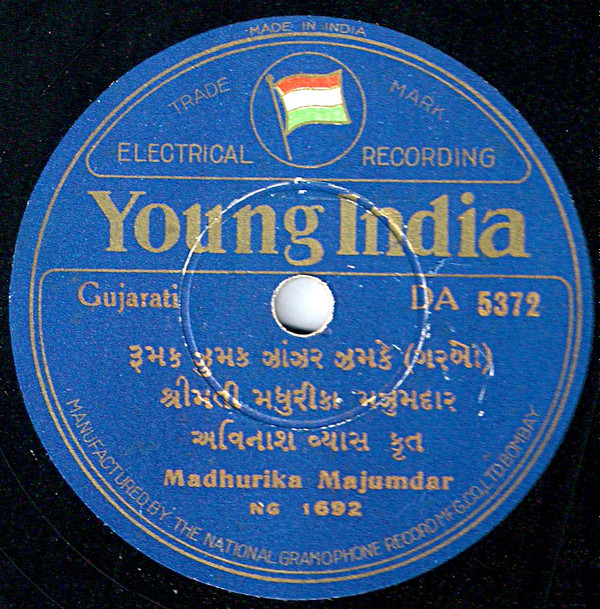 MADE IN INDIA
TRADE MARK
ELECTRICAL RECORDING
Young India
Gujarati DA 5372
રૂમક ઝુમક ઝાંઝર ઝમકે (ગરબો)
શ્રીમતી મધુરીકા મજુમદાર
અવિનાશ વ્યાસ કૃત
Madhurika Majumdar
NG 1692
MANUFACTURED BY THE NATIONAL GRAMOPHONE RECORD MFG.CO.,LTD.BOMBAY